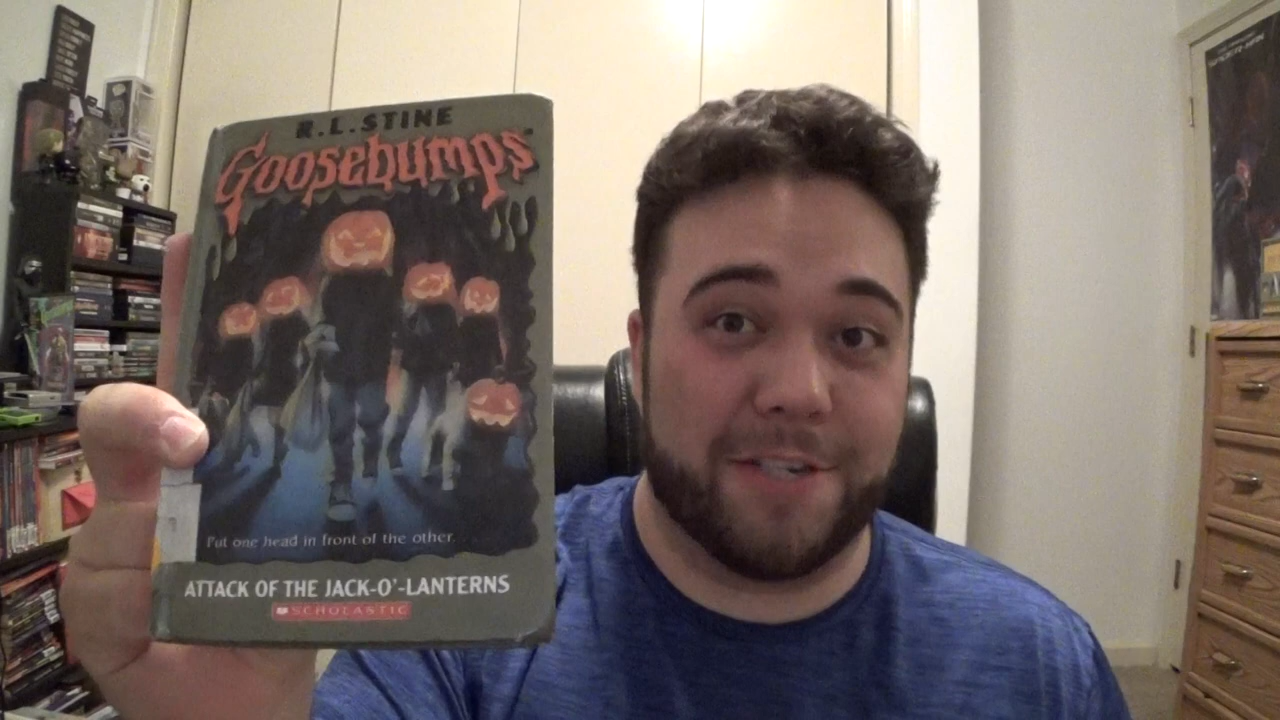 R.L.STINE
Goosebumps
Put one head in front of the other.
ATTACK OF THE JACK-O'-LANTERNS
SCHOLASTIC